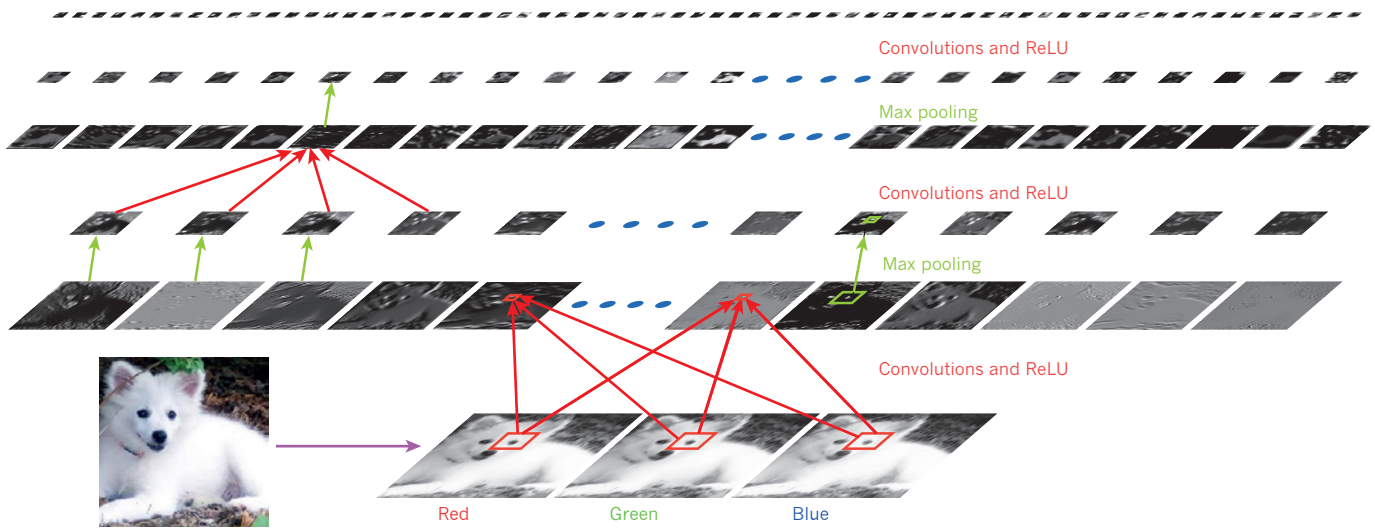 Convolutions and ReLU
Max pooling
Convolutions and ReLU
Max pooling
Convolutions and ReLU
Red
Green
Blue